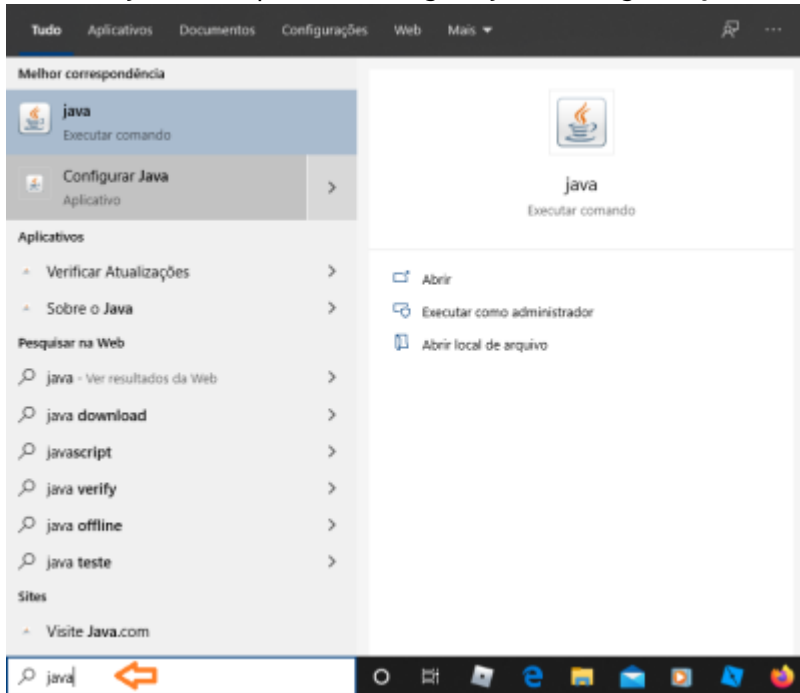 Tudo Aplicativos Documentos Configurações Web Mais
Melhor correspondência
java
Executar comando
Configurar Java
Aplicativo
Aplicativos
Verificar Atualizações
Sobre o Java
Pesquisar na Web
java - Ver resultados da Web
java download
javascript
java verify
java offline
java teste
Sites
Visite Java.com
java
java
Executar comando
Abrir
Executar como administrador
Abrir local de arquivo